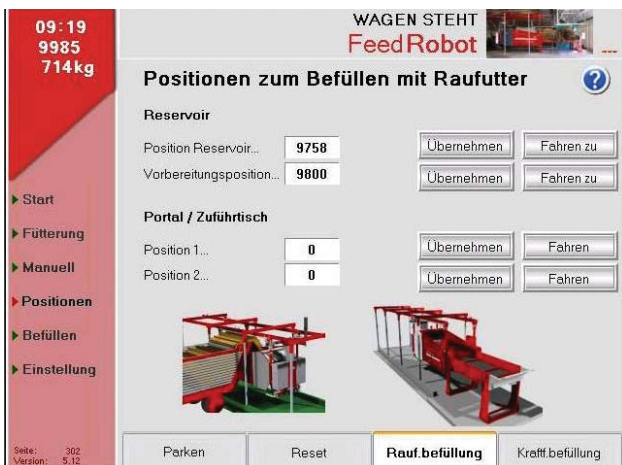 09:19
9985
714kg
WAGEN STEHT
FeedRobot
...
Positionen zum Befüllen mit Raufutter
?
Reservoir
Position Reservoir... 9758 Übernehmen Fahren zu
Vorbereitungsposition... 9800 Übernehmen Fahren zu
Portal / Zuführtisch
Position 1... 0 Übernehmen Fahren
Position 2... 0 Übernehmen Fahren
Start
Fütterung
Manuell
Positionen
Befüllen
Einstellung
Seite: 302
Version: 5.12
Parken Reset Rauf.befüllung Kraftf.befüllung